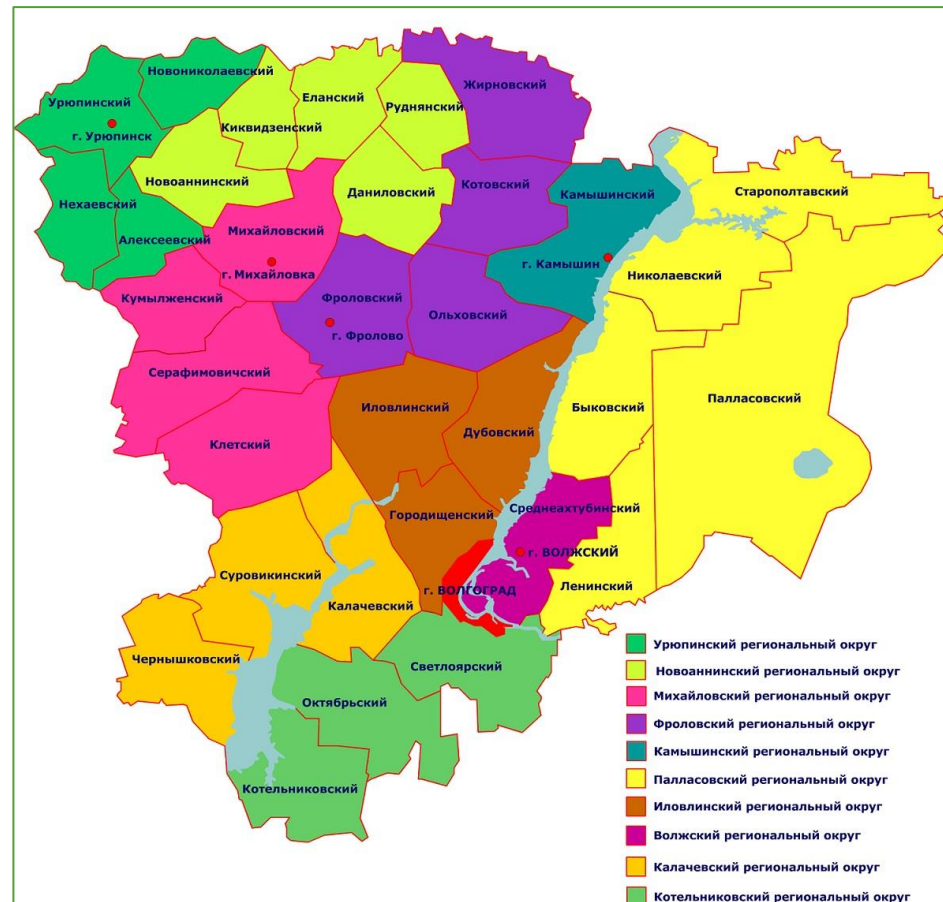 Новониколаевский
Урюпинский
г. Урюпинск
Еланский
Киквидзенский
Руднянский
Жирновский
Новоаннинский
Нехаевский
Алексеевский
Даниловский
Котовский
Камышинский
Старополтавский
Михайловский
г. Михайловка
г. Камышин
Николаевский
Кумылженский
Фроловский
г. Фролово
Ольховский
Серафимовичский
Иловлинский
Быковский
Палласовский
Клетский
Дубовский
Городищенский
Среднеахтубинский
г. ВОЛЖСКИЙ
Суровикинский
Калачевский
г. ВОЛГОГРАД
Ленинский
Чернышковский
Светлоярский
Октябрьский
Котельниковский
Урюпинский региональный округ
Новоаннинский региональный округ
Михайловский региональный округ
Фроловский региональный округ
Камышинский региональный округ
Палласовский региональный округ
Иловлинский региональный округ
Волжский региональный округ
Калачевский региональный округ
Котельниковский региональный округ